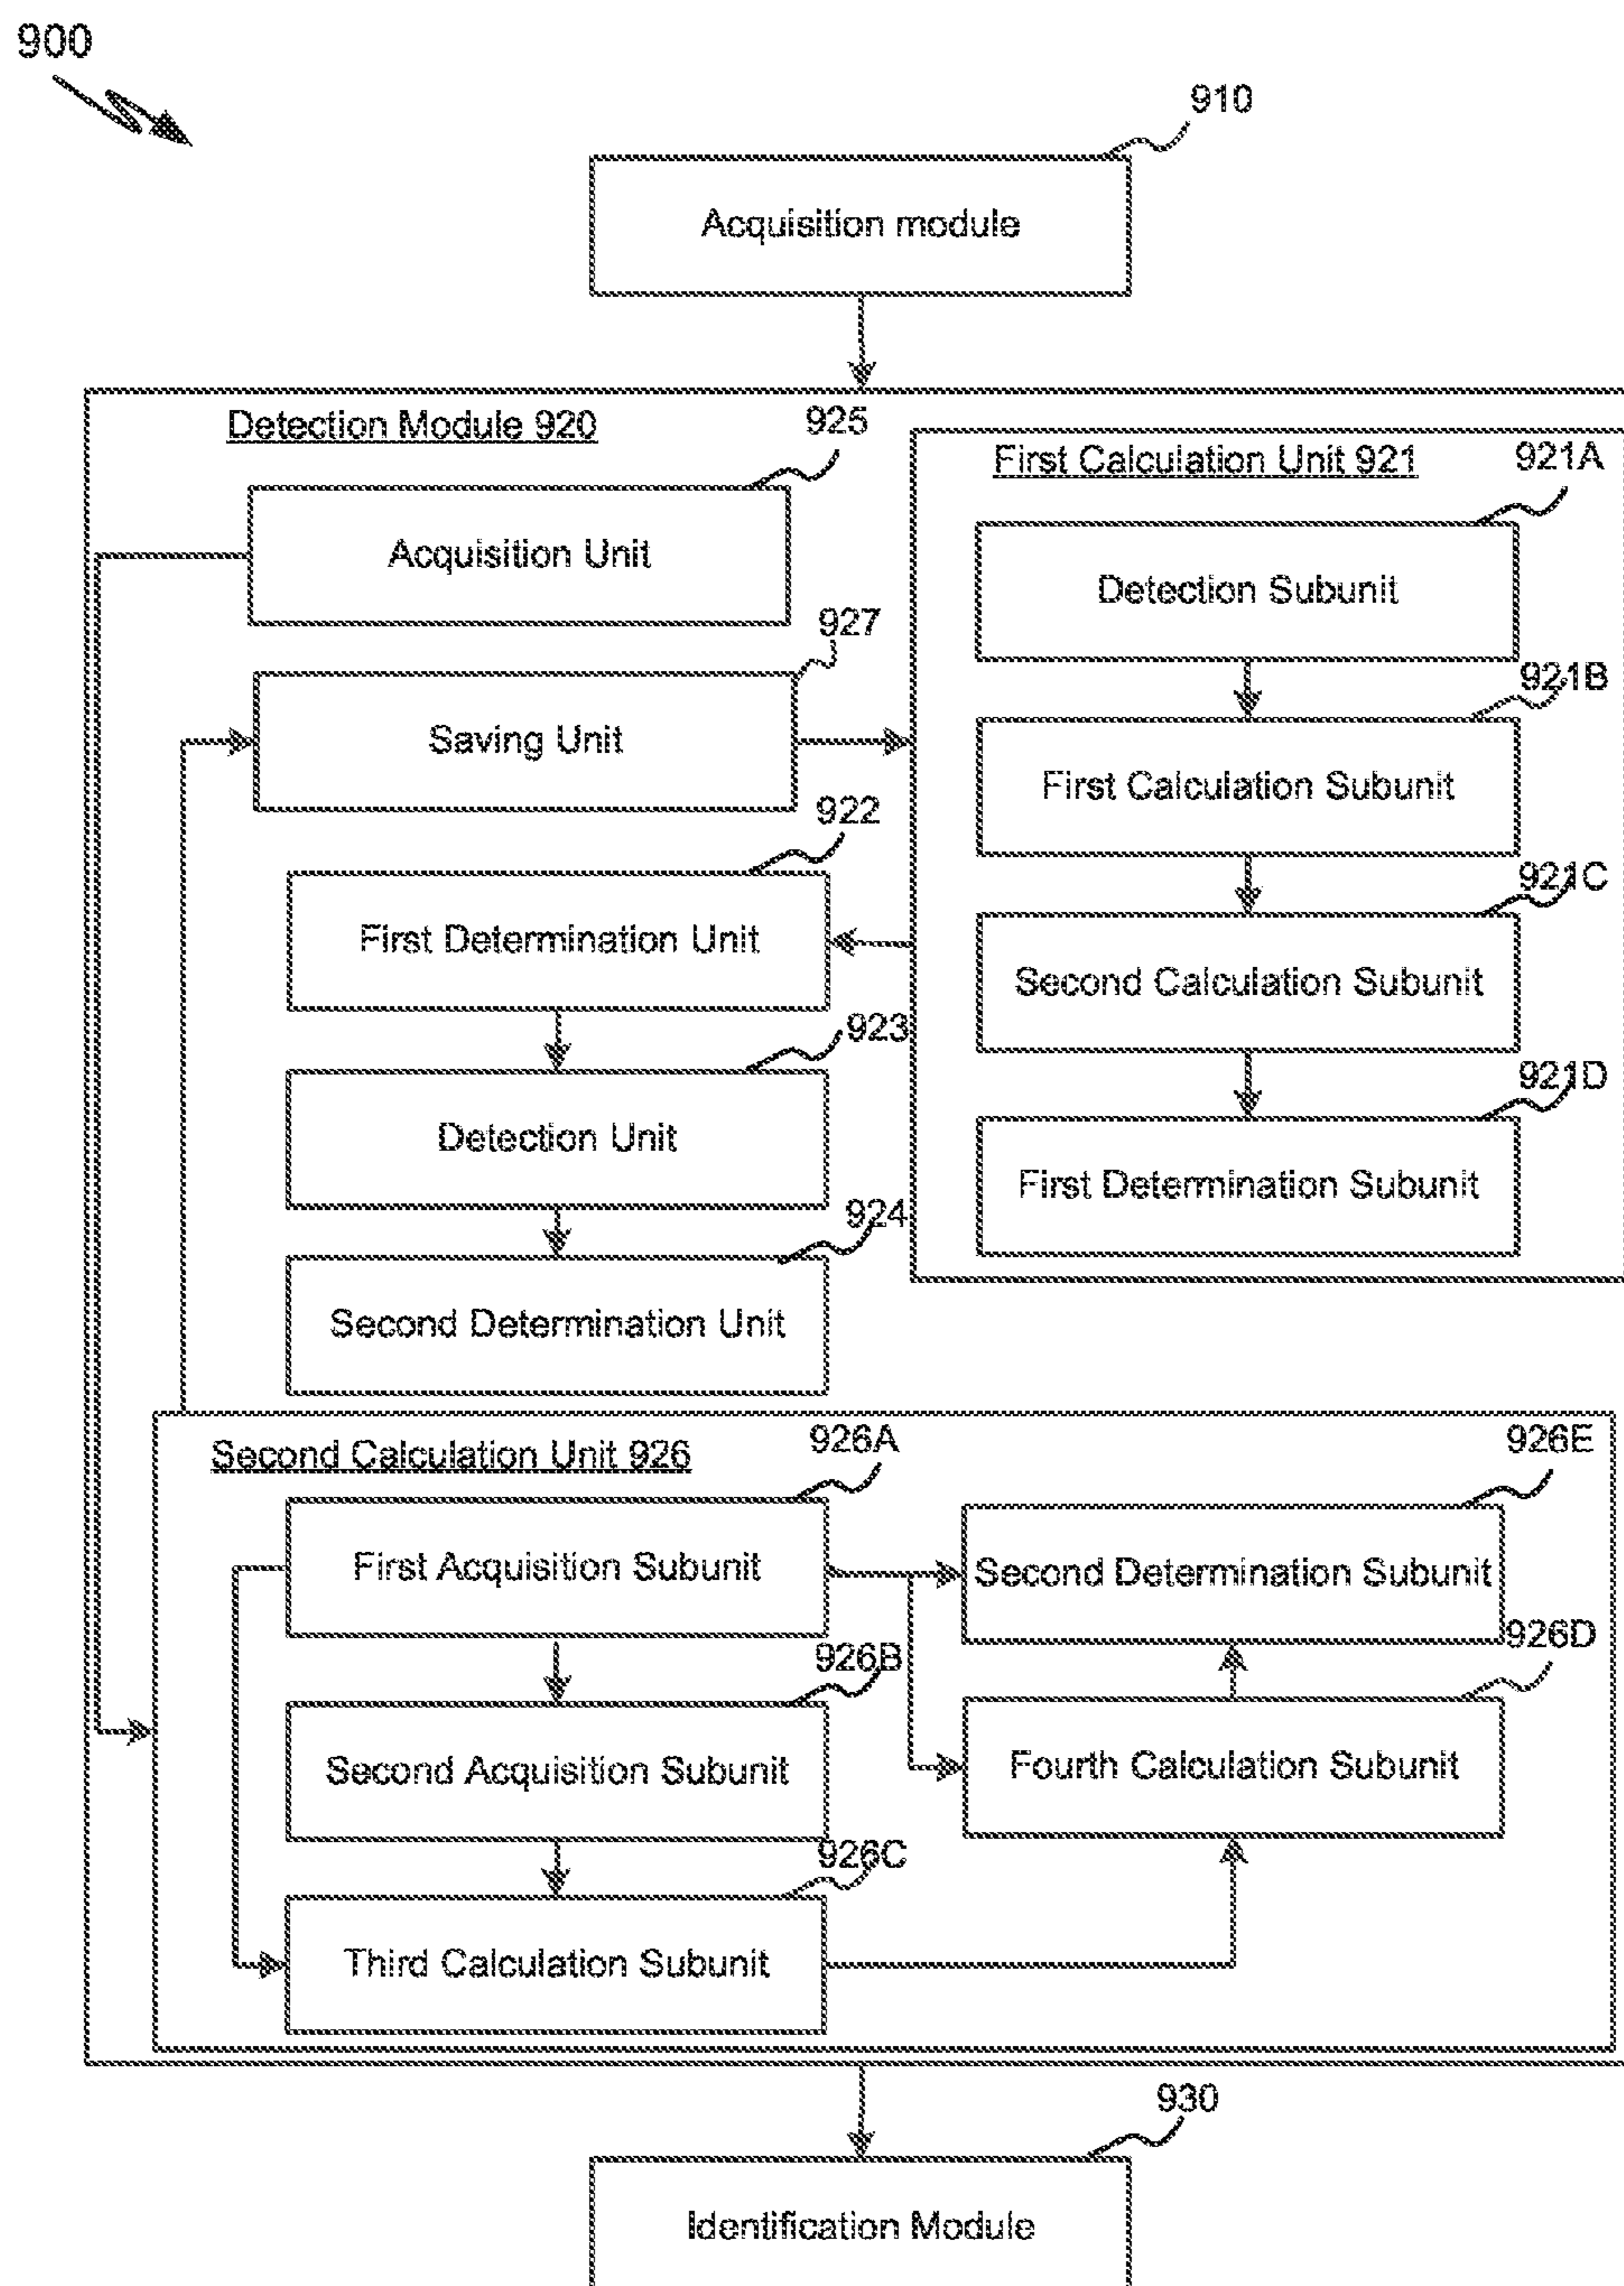 900
910
Acquisition module
Detection Module 920
925
Acquisition Unit
927
Saving Unit
922
First Determination Unit
923
Detection Unit
924
Second Determination Unit
First Calculation Unit 921
921A
Detection Subunit
921B
First Calculation Subunit
921C
Second Calculation Subunit
921D
First Determination Subunit
Second Calculation Unit 926
926A
First Acquisition Subunit
926B
Second Acquisition Subunit
926C
Third Calculation Subunit
926E
Second Determination Subunit
926D
Fourth Calculation Subunit
930
Identification Module